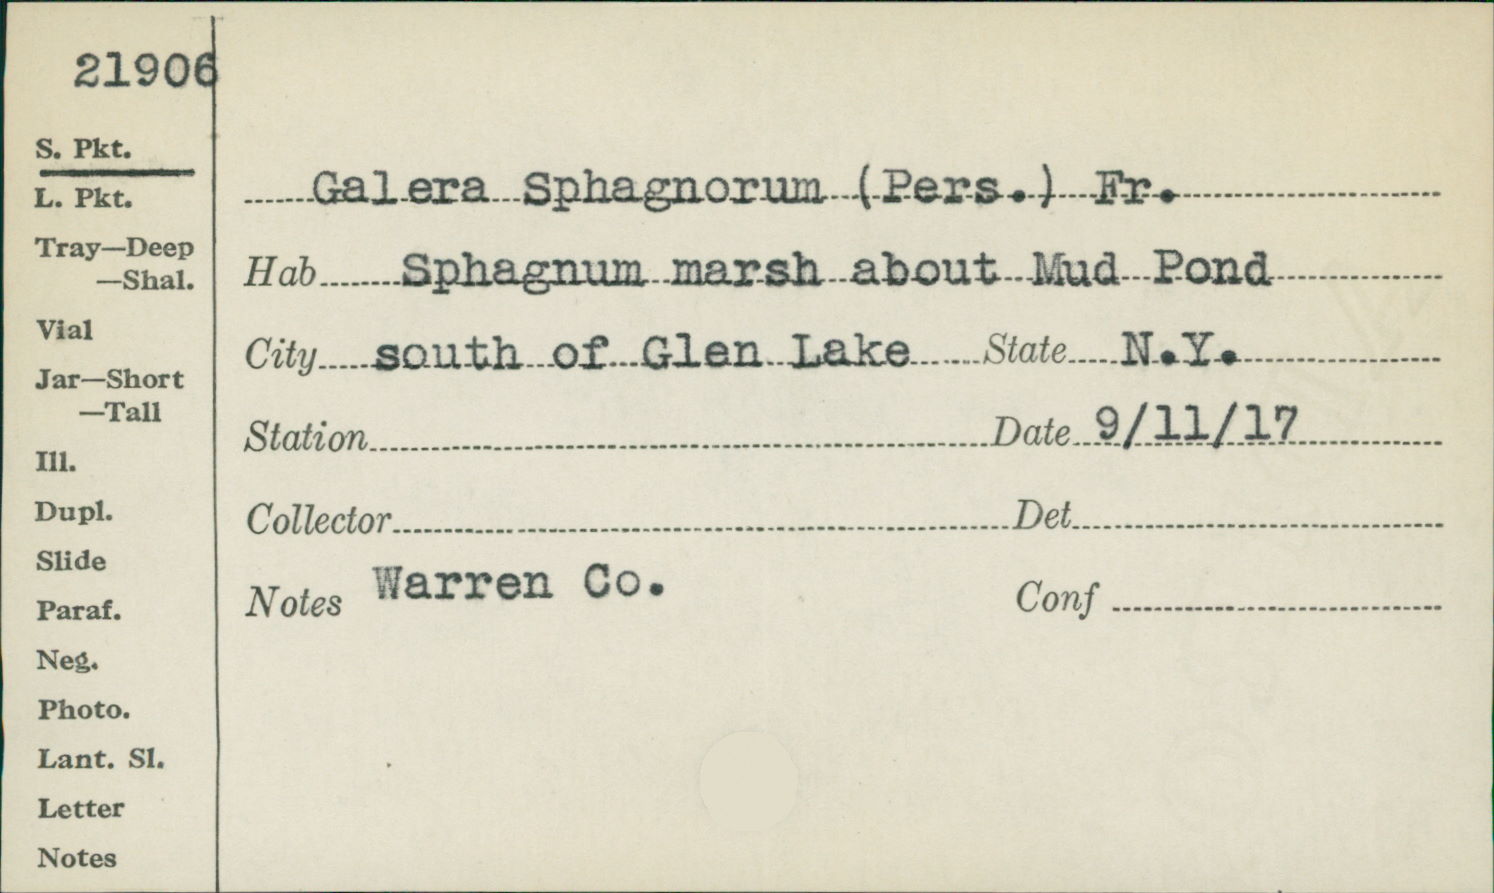 21906
S. Pkt.
L. Pkt.
Tray—Deep
—Shal.
Vial
Jar—Short
—Tall
Ill.
Dupl.
Slide
Paraf.
Neg.
Photo.
Lant. Sl.
Letter
Notes
Galera Sphagnorum (Pers.) Fr.
Hab Sphagnum marsh about Mud Pond
City south of Glen Lake State N.Y.
Station Date 9/11/17
Collector Det
Notes Warren Co. Conf